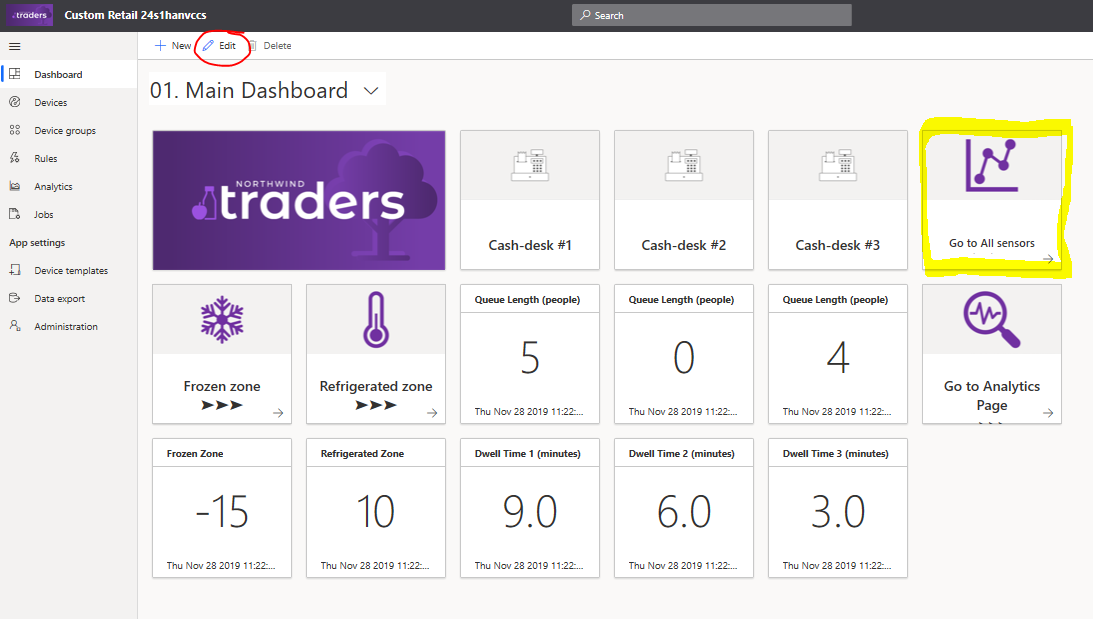 traders
Custom Retail 24s1hanvccs
Search
New
Edit
Delete
Dashboard
Devices
Device groups
Rules
Analytics
Jobs
App settings
Device templates
Data export
Administration
01. Main Dashboard
NORTHWIND
traders
Cash-desk #1
Cash-desk #2
Cash-desk #3
Go to All sensors
Frozen zone
➤➤➤
Refrigerated zone
➤➤➤
Queue Length (people)
5
Thu Nov 28 2019 11:22:...
Queue Length (people)
0
Thu Nov 28 2019 11:22:...
Queue Length (people)
4
Thu Nov 28 2019 11:22:...
Go to Analytics
Page
Frozen Zone
-15
Thu Nov 28 2019 11:22:...
Refrigerated Zone
10
Thu Nov 28 2019 11:22:...
Dwell Time 1 (minutes)
9.0
Thu Nov 28 2019 11:22:...
Dwell Time 2 (minutes)
6.0
Thu Nov 28 2019 11:22:...
Dwell Time 3 (minutes)
3.0
Thu Nov 28 2019 11:22:...